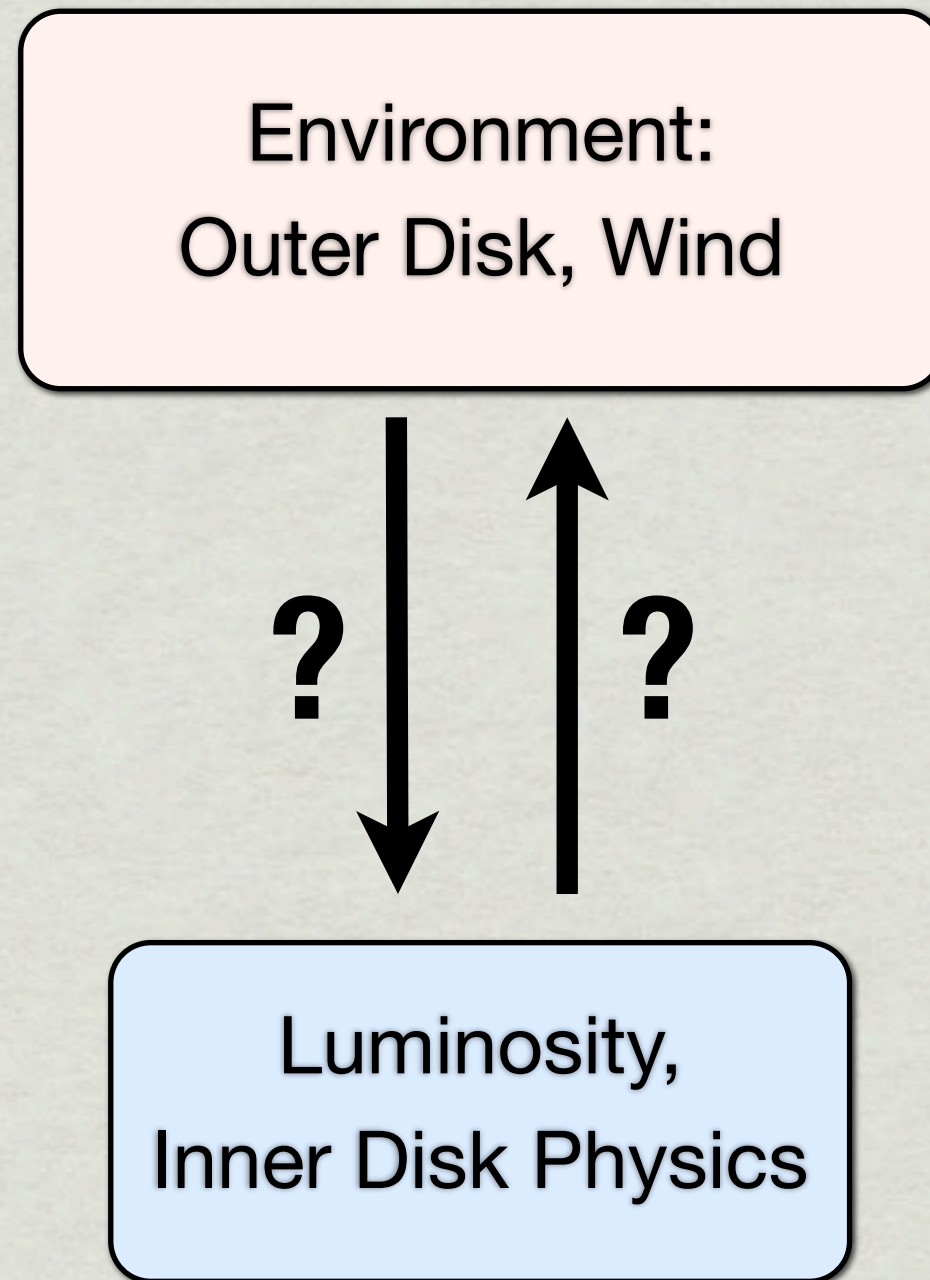 Environment:
Outer Disk, Wind
? ?
Luminosity,
Inner Disk Physics